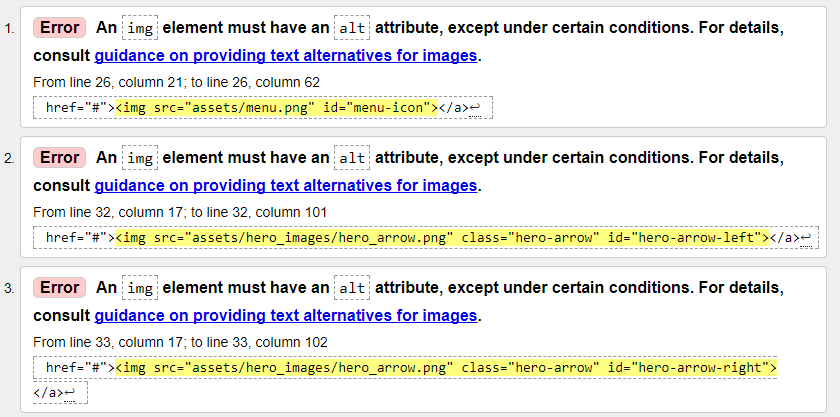 1. Error An img element must have an alt attribute, except under certain conditions. For details,
consult guidance on providing text alternatives for images.
From line 26, column 21; to line 26, column 62
href="#"><img src="assets/menu.png" id="menu-icon"></a>↩
2. Error An img element must have an alt attribute, except under certain conditions. For details,
consult guidance on providing text alternatives for images.
From line 32, column 17; to line 32, column 101
href="#"><img src="assets/hero_images/hero_arrow.png" class="hero-arrow" id="hero-arrow-left"></a>↩
3. Error An img element must have an alt attribute, except under certain conditions. For details,
consult guidance on providing text alternatives for images.
From line 33, column 17; to line 33, column 102
href="#"><img src="assets/hero_images/hero_arrow.png" class="hero-arrow" id="hero-arrow-right">
</a>↩